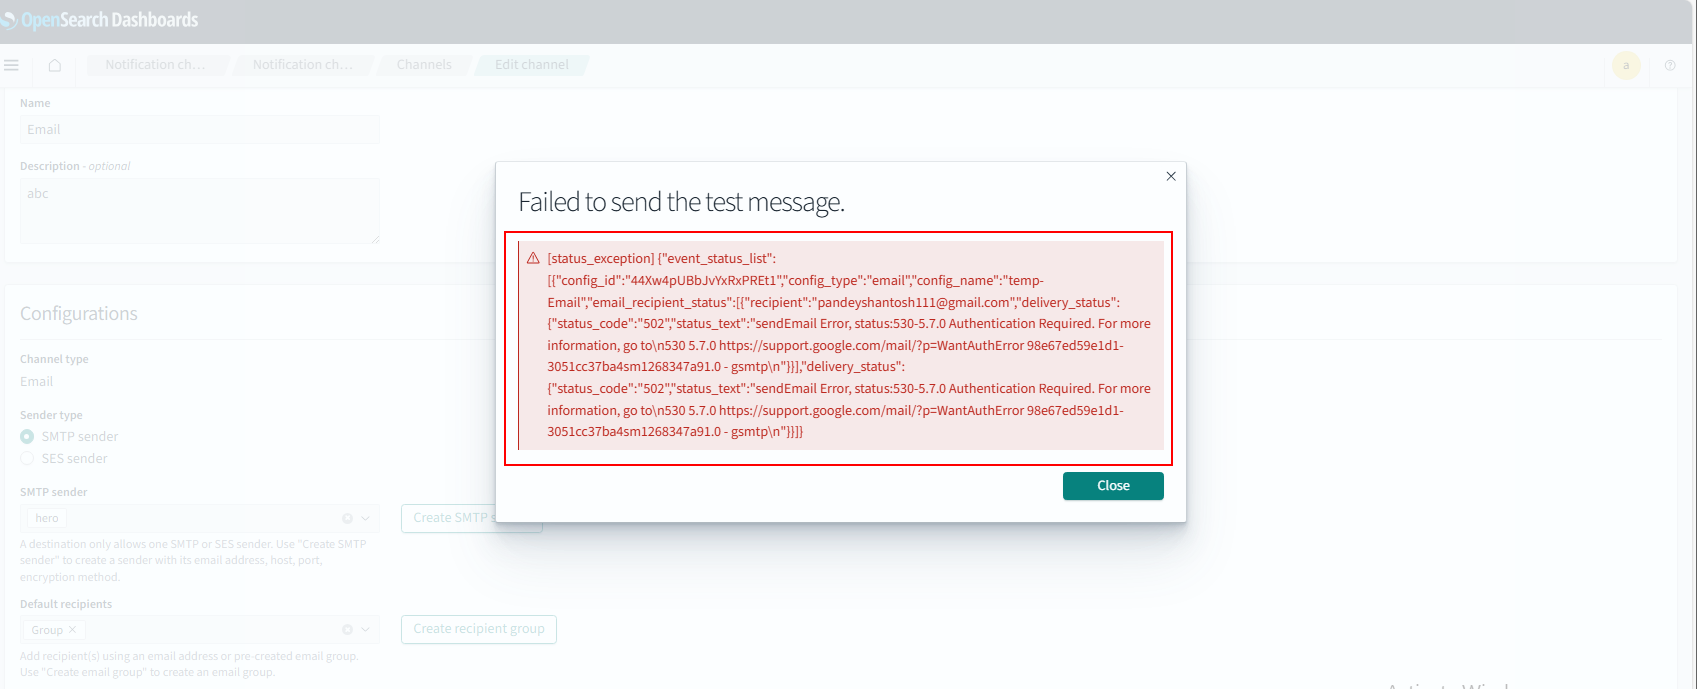 OpenSearch Dashboards
Notification ch...
Notification ch...
Channels
Edit channel
a
Name
Email
Description - optional
abc
Failed to send the test message.
[status_exception] {"event_status_list":
[{"config_id":"44Xw4pUBbJvYxRxPREt1","config_type":"email","config_name":"temp-
Email","email_recipient_status":[{"recipient":"pandeyshantosh111@gmail.com","delivery_status":
{"status_code":"502","status_text":"sendEmail Error, status:530-5.7.0 Authentication Required. For more
information, go to\n530 5.7.0 https://support.google.com/mail/?p=WantAuthError 98e67ed59e1d1-
3051cc37ba4sm1268347a91.0 - gsmtp\n"}}],"delivery_status":
{"status_code":"502","status_text":"sendEmail Error, status:530-5.7.0 Authentication Required. For more
information, go to\n530 5.7.0 https://support.google.com/mail/?p=WantAuthError 98e67ed59e1d1-
3051cc37ba4sm1268347a91.0 - gsmtp\n"}}]}
Close
Configurations
Channel type
Email
Sender type
SMTP sender
SES sender
SMTP sender
hero
Create SMTP
A destination only allows one SMTP or SES sender. Use "Create SMTP
sender" to create a sender with its email address, host, port,
encryption method.
Default recipients
Group
Create recipient group
Add recipient(s) using an email address or pre-created email group.
Use "Create email group" to create an email group.